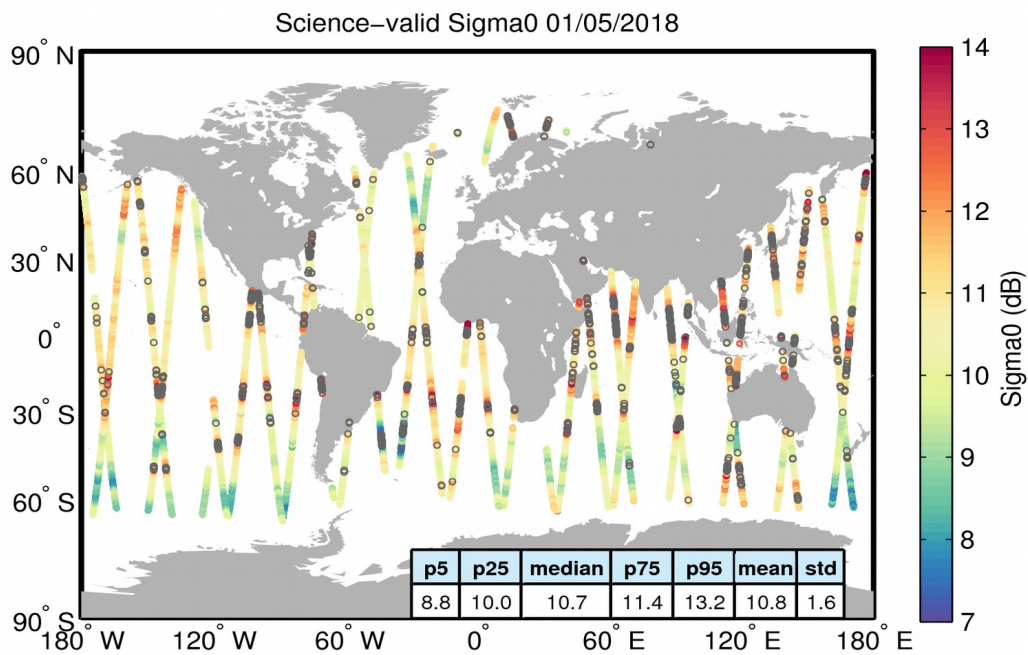 Science−valid Sigma0 01/05/2018
90° N
60° N
30° N
0°
30° S
60° S
90° S
180° W
120° W
60° W
0°
60° E
120° E
180° E
14
13
12
11
10
9
8
7
Sigma0 (dB)
p5 p25 median p75 p95 mean std
8.8 10.0 10.7 11.4 13.2 10.8 1.6